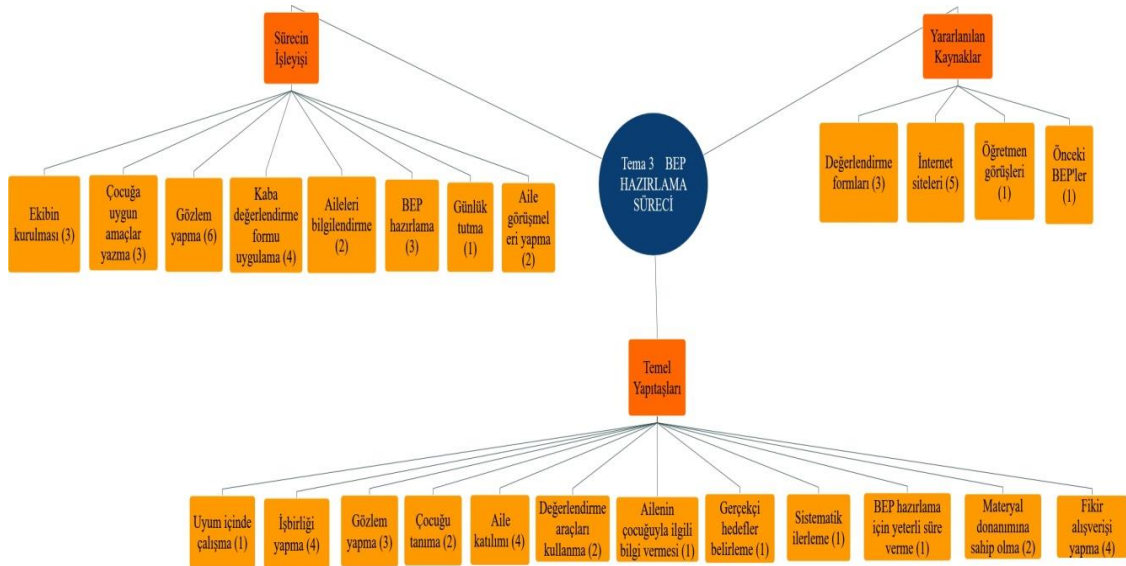 Sürecin
İşleyişi
Yararlanılan
Kaynaklar
Tema 3 BEP
HAZIRLAMA
SÜRECİ
Ekibin
kurulması (3)
Çocuğa
uygun
amaçlar
yazma (3)
Gözlem
yapma (6)
Kaba
değerlendirme
formu
uygulama (4)
Aileleri
bilgilendirme
(2)
BEP
hazırlama
(3)
Günlük
tutma
(1)
Aile
görüşmel
eri yapma
(2)
Değerlendirme
formları (3)
İnternet
siteleri (5)
Öğretmen
görüşleri
(1)
Önceki
BEP'ler
(1)
Temel
Yapıtaşları
Uyum içinde
çalışma (1)
İşbirliği
yapma (4)
Gözlem
yapma (3)
Çocuğu
tanıma (2)
Aile
katılımı (4)
Değerlendirme
araçları
kullanma (2)
Ailenin
çocuğuyla ilgili
bilgi vermesi (1)
Gerçekçi
hedefler
belirleme (1)
Sistematik
ilerleme (1)
BEP hazırlama
için yeterli süre
verme (1)
Materyal
donanımına
sahip olma (2)
Fikir
alışverişi
yapma (4)